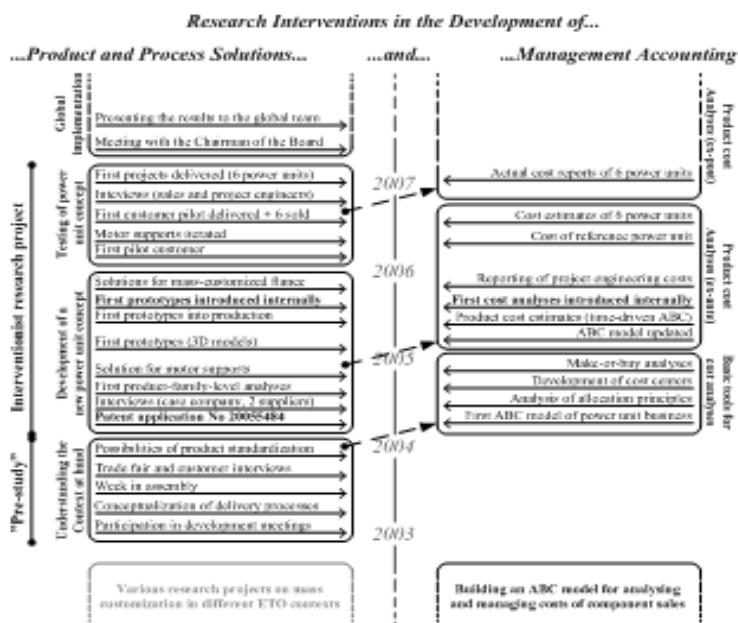 Research Interventions in the Development of...
...Product and Process Solutions...
...and...
...Management Accounting
Global
implementation
Presenting the results to the global team
Meeting with the Chairman of the Board
Interventionist research project
Testing of power
unit concept
First projects delivered (6 power units)
Inteviews (sales and project engineers)
First customer pilot delivered + 6 sold
Motor supports iterated
First pilot customer
Development of a
new power unit concept
Solutions for mass-customized flange
First prototypes introduced internally
First prototypes into production
First prototypes (3D models)
Solution for motor supports
First product-family-level analyses
Interviews (case company, 2 suppliers)
Patent application No 20055484
"Pre-study"
Understanding the
Context at hand
Possibilities of product standardization
Trade fair and customer interviews
Week in assembly
Conceptualization of delivery processes
Participation in development meetings
Various research projects on mass
customization in different ETO contexts
2007
2006
2005
2004
2003
Product cost
Analyses (ex-post)
Actual cost reports of 6 power units
Product cost
Analyses (ex-ante)
Cost estimates of 6 power units
Cost of reference power unit
Reporting of project engineering costs
First cost analyses introduced internally
Product cost estimates (time-driven ABC)
ABC model updated
Basic tools for
cost analyses
Make-or-buy analyses
Development of cost centers
Analysis of allocation principles
First ABC model of power unit business
Building an ABC model for analysing
and managing costs of component sales